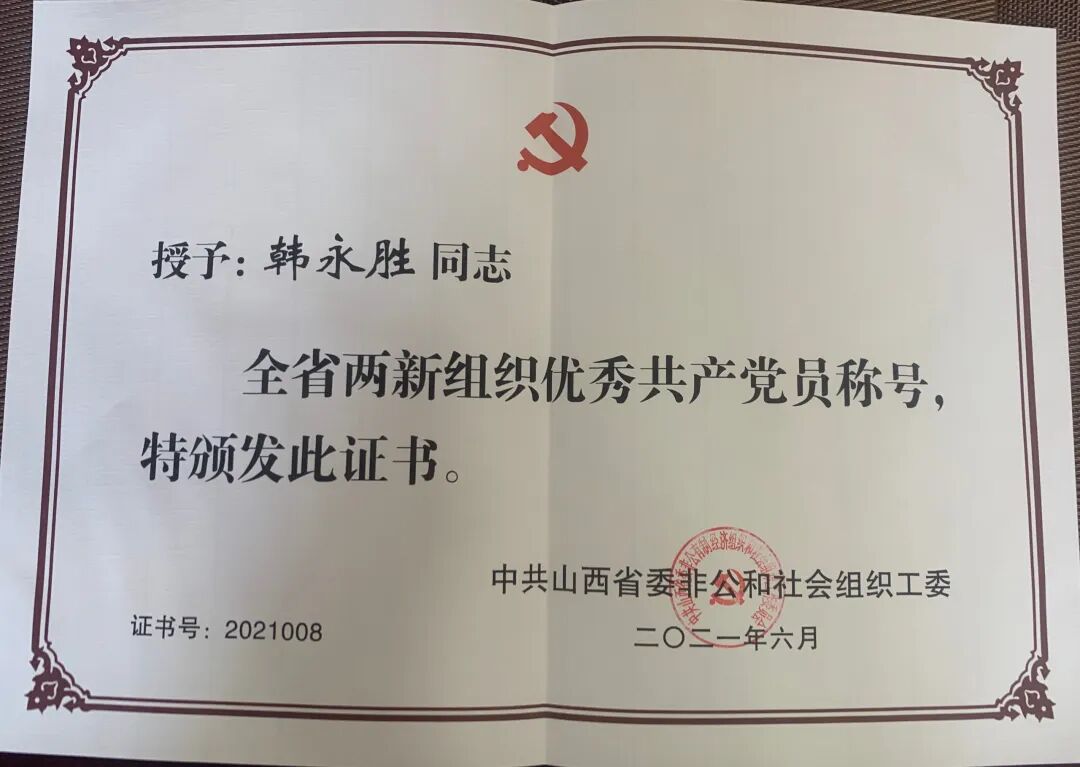 授予：韩永胜 同志
全省两新组织优秀共产党员称号，
特颁发此证书。
中共山西省委非公和社会组织工委
证书号：2021008
二〇二一年六月